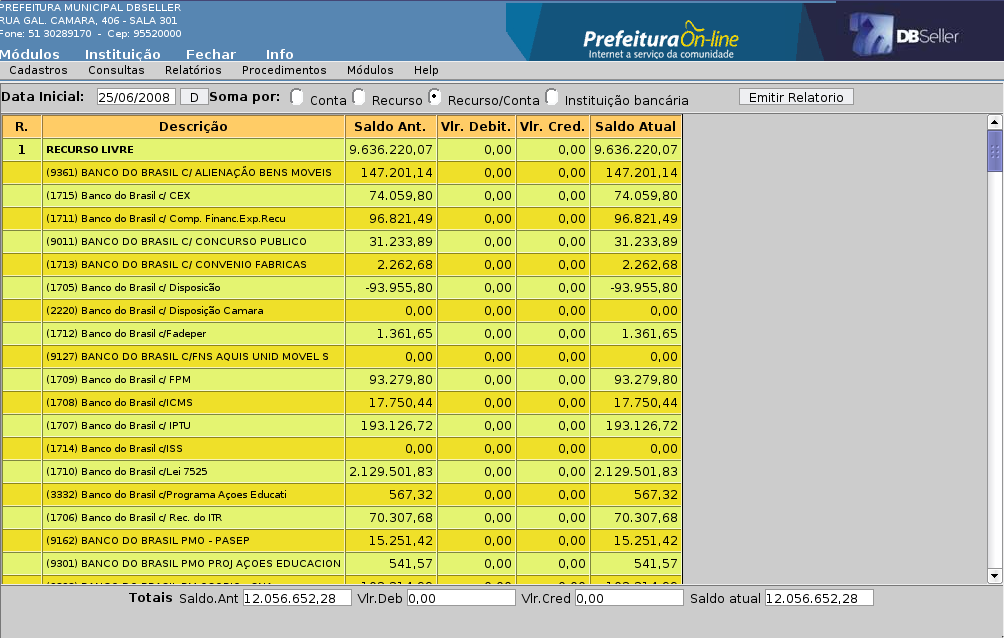 PREFEITURA MUNICIPAL DBSELLER
RUA GAL. CAMARA, 406 - SALA 301
Fone: 51 30289170 - Cep: 95520000
Prefeitura On-line
Internet a serviço da comunidade
DBSeller
Módulos Instituição Fechar Info
Cadastros Consultas Relatórios Procedimentos Módulos Help
Data Inicial: 25/06/2008 D Soma por: Conta Recurso Recurso/Conta Instituição bancária Emitir Relatorio
R. Descrição Saldo Ant. Vlr. Debit. Vlr. Cred. Saldo Atual
1 RECURSO LIVRE 9.636.220,07 0,00 0,00 9.636.220,07
(9361) BANCO DO BRASIL C/ ALIENAÇÃO BENS MOVEIS 147.201,14 0,00 0,00 147.201,14
(1715) Banco do Brasil c/ CEX 74.059,80 0,00 0,00 74.059,80
(1711) Banco do Brasil c/ Comp. Financ.Exp.Recu 96.821,49 0,00 0,00 96.821,49
(9011) BANCO DO BRASIL C/ CONCURSO PUBLICO 31.233,89 0,00 0,00 31.233,89
(1713) BANCO DO BRASIL C/ CONVENIO FABRICAS 2.262,68 0,00 0,00 2.262,68
(1705) Banco do Brasil c/ Disposicão -93.955,80 0,00 0,00 -93.955,80
(2220) Banco do Brasil c/ Disposição Camara 0,00 0,00 0,00 0,00
(1712) Banco do Brasil c/Fadeper 1.361,65 0,00 0,00 1.361,65
(9127) BANCO DO BRASIL C/FNS AQUIS UNID MOVEL S 0,00 0,00 0,00 0,00
(1709) Banco do Brasil c/ FPM 93.279,80 0,00 0,00 93.279,80
(1708) Banco do Brasil c/ICMS 17.750,44 0,00 0,00 17.750,44
(1707) Banco do Brasil c/ IPTU 193.126,72 0,00 0,00 193.126,72
(1714) Banco do Brasil c/ISS 0,00 0,00 0,00 0,00
(1710) Banco do Brasil c/Lei 7525 2.129.501,83 0,00 0,00 2.129.501,83
(3332) Banco do Brasil c/Programa Açoes Educati 567,32 0,00 0,00 567,32
(1706) Banco do Brasil c/ Rec. do ITR 70.307,68 0,00 0,00 70.307,68
(9162) BANCO DO BRASIL PMO - PASEP 15.251,42 0,00 0,00 15.251,42
(9301) BANCO DO BRASIL PMO PROJ AÇOES EDUCACION 541,57 0,00 0,00 541,57
Totais Saldo.Ant 12.056.652,28 Vlr.Deb 0,00 Vlr.Cred 0,00 Saldo atual 12.056.652,28